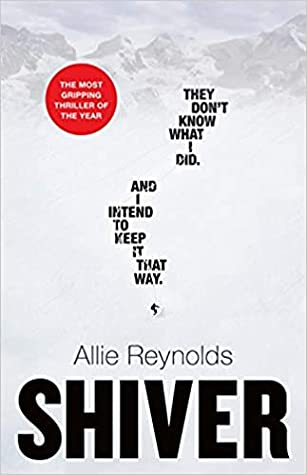 THE MOST
GRIPPING
THRILLER OF
THE YEAR
THEY
DON'T
KNOW
WHAT
I
DID.
AND
I
INTEND
TO
KEEP
IT
THAT
WAY.
Allie Reynolds
SHIVER